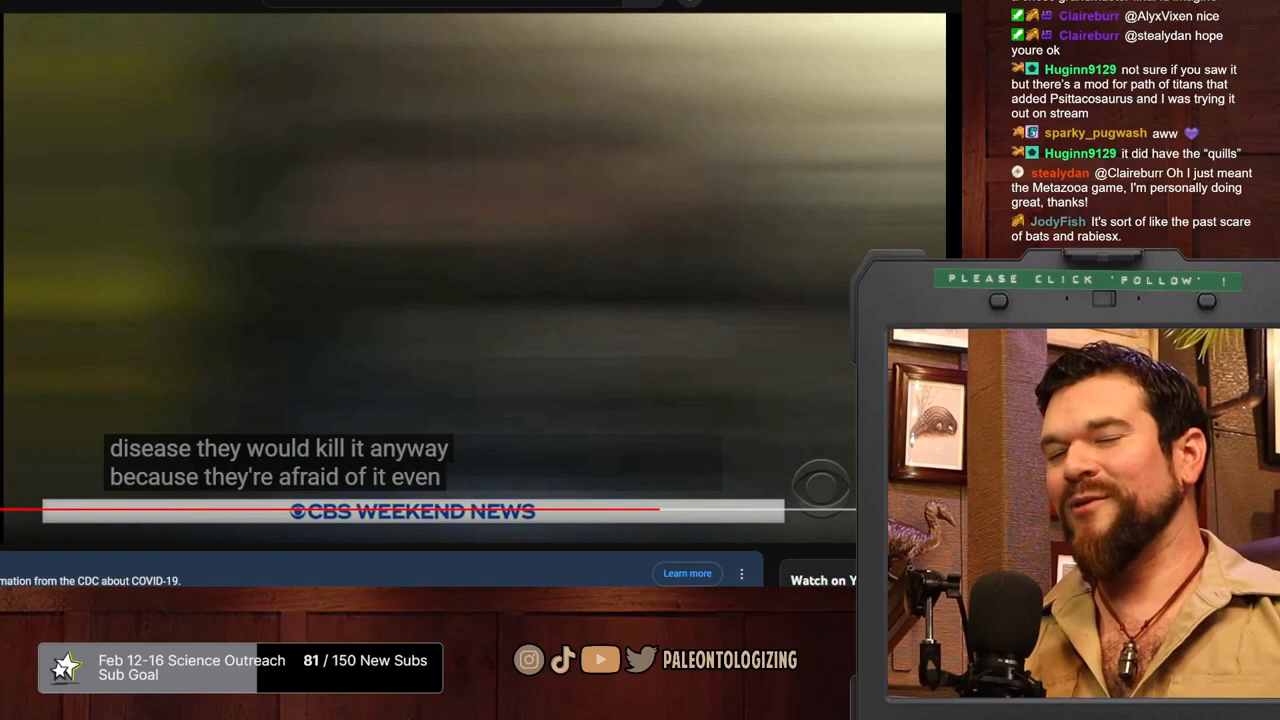 Claireburr @AlyxVixen nice
Claireburr @stealydan hope
youre ok
Huginn9129 not sure if you saw it
but there's a mod for path of titans that
added Psittacosaurus and I was trying it
out on stream
sparky_pugwash aww
Huginn9129 it did have the “quills”
stealydan @Claireburr Oh I just meant
the Metazooa game, I'm personally doing
great, thanks!
JodyFish It's sort of like the past scare
of bats and rabiesx.
PLEASE CLICK 'FOLLOW' !
disease they would kill it anyway
because they're afraid of it even
CBS WEEKEND NEWS
mation from the CDC about COVID-19.
Learn more
Watch on Y
Feb 12-16 Science Outreach
Sub Goal
81 / 150 New Subs
PALEONTOLOGIZING